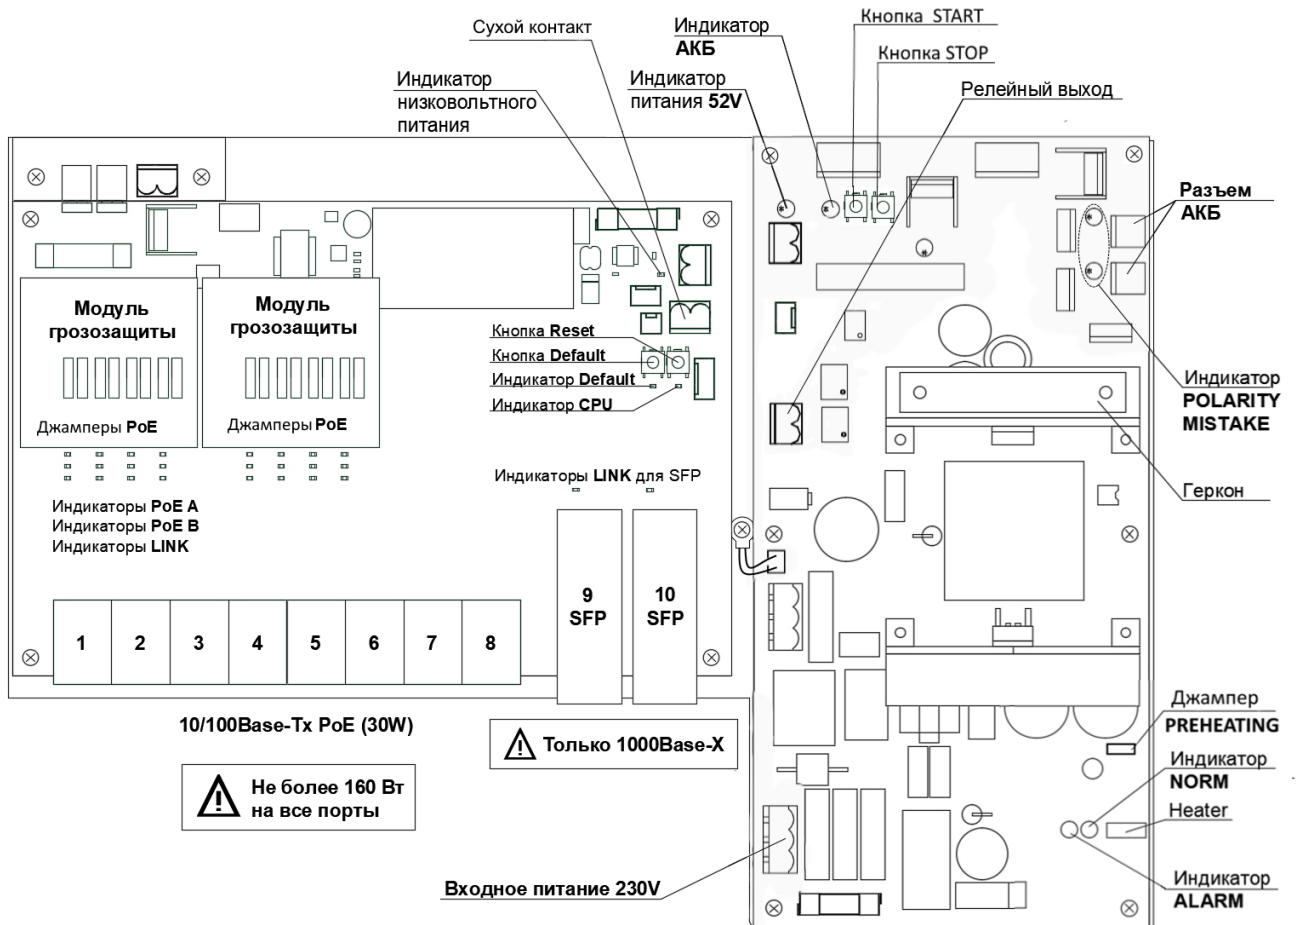 Кнопка START
Сухой контакт
Индикатор
АКБ
Кнопка STOP
Индикатор
низковольтного
питания
Индикатор
питания 52V
Релейный выход
Разъем
АКБ
Модуль
грозозащиты
Модуль
грозозащиты
Кнопка Reset
Кнопка Default
Индикатор Default
Индикатор CPU
Индикатор
POLARITY
MISTAKE
Джамперы PoE
Джамперы PoE
Индикаторы LINK для SFP
Геркон
Индикаторы PoE A
Индикаторы PoE B
Индикаторы LINK
1
2
3
4
5
6
7
8
9
SFP
10
SFP
10/100Base-Tx PoE (30W)
Только 1000Base-X
Джампер
PREHEATING
Индикатор
NORM
Не более 160 Вт
на все порты
Heater
Входное питание 230V
Индикатор
ALARM